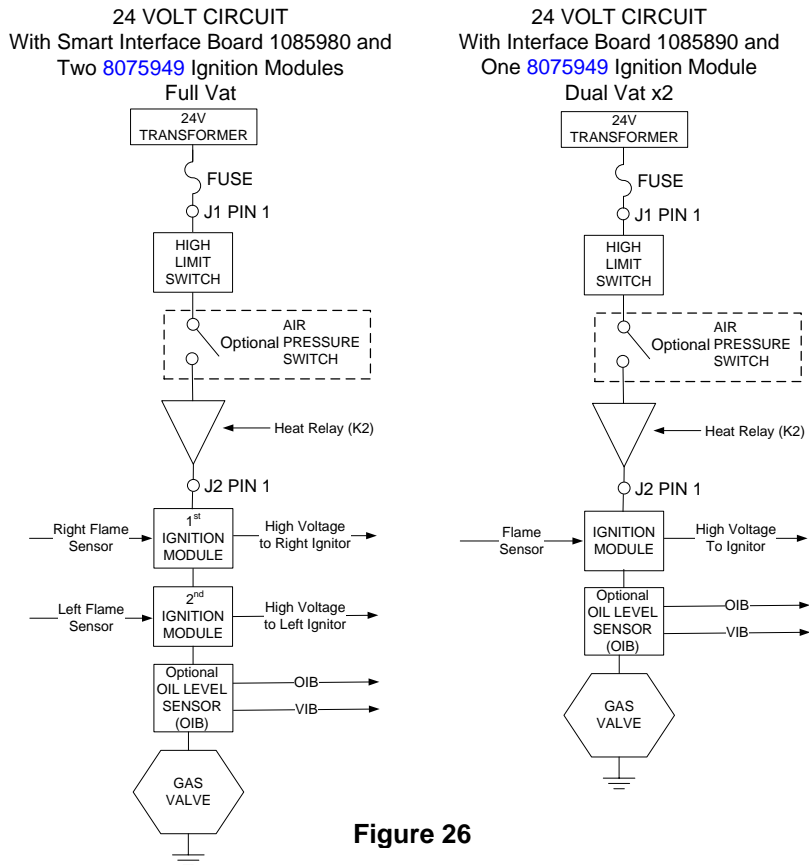 24 VOLT CIRCUIT
With Smart Interface Board 1085980 and
Two 8075949 Ignition Modules
Full Vat
24V
TRANSFORMER
FUSE
J1 PIN 1
HIGH
LIMIT
SWITCH
AIR
Optional PRESSURE
SWITCH
Heat Relay (K2)
J2 PIN 1
Right Flame
Sensor
1st
IGNITION
MODULE
High Voltage
to Right Ignitor
Left Flame
Sensor
2nd
IGNITION
MODULE
High Voltage
to Left Ignitor
Optional
OIL LEVEL
SENSOR
(OIB)
OIB
VIB
GAS
VALVE
24 VOLT CIRCUIT
With Interface Board 1085890 and
One 8075949 Ignition Module
Dual Vat x2
24V
TRANSFORMER
FUSE
J1 PIN 1
HIGH
LIMIT
SWITCH
AIR
Optional PRESSURE
SWITCH
Heat Relay (K2)
J2 PIN 1
Flame
Sensor
IGNITION
MODULE
High Voltage
To Ignitor
Optional
OIL LEVEL
SENSOR
(OIB)
OIB
VIB
GAS
VALVE
Figure 26